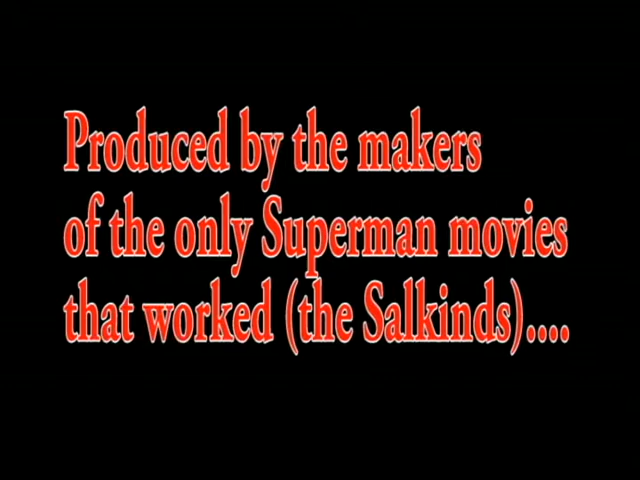 Produced by the makers
of the only Superman movies
that worked (the Salkinds)....